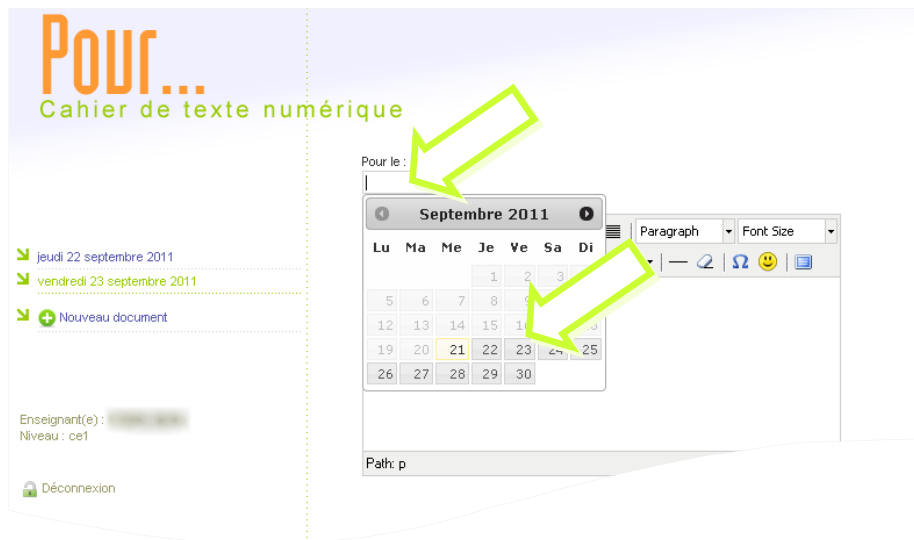 Pour...
Cahier de texte numérique
Pour le :
Septembre 2011
Paragraph Font Size
Lu Ma Me Je Ve Sa Di
1 2 3
5 6 7 8 9
12 13 14 15
19 20 21 22 23 24 25
26 27 28 29 30
Path: p
jeudi 22 septembre 2011
vendredi 23 septembre 2011
Nouveau document
Enseignant(e) :
Niveau : ce1
Déconnexion